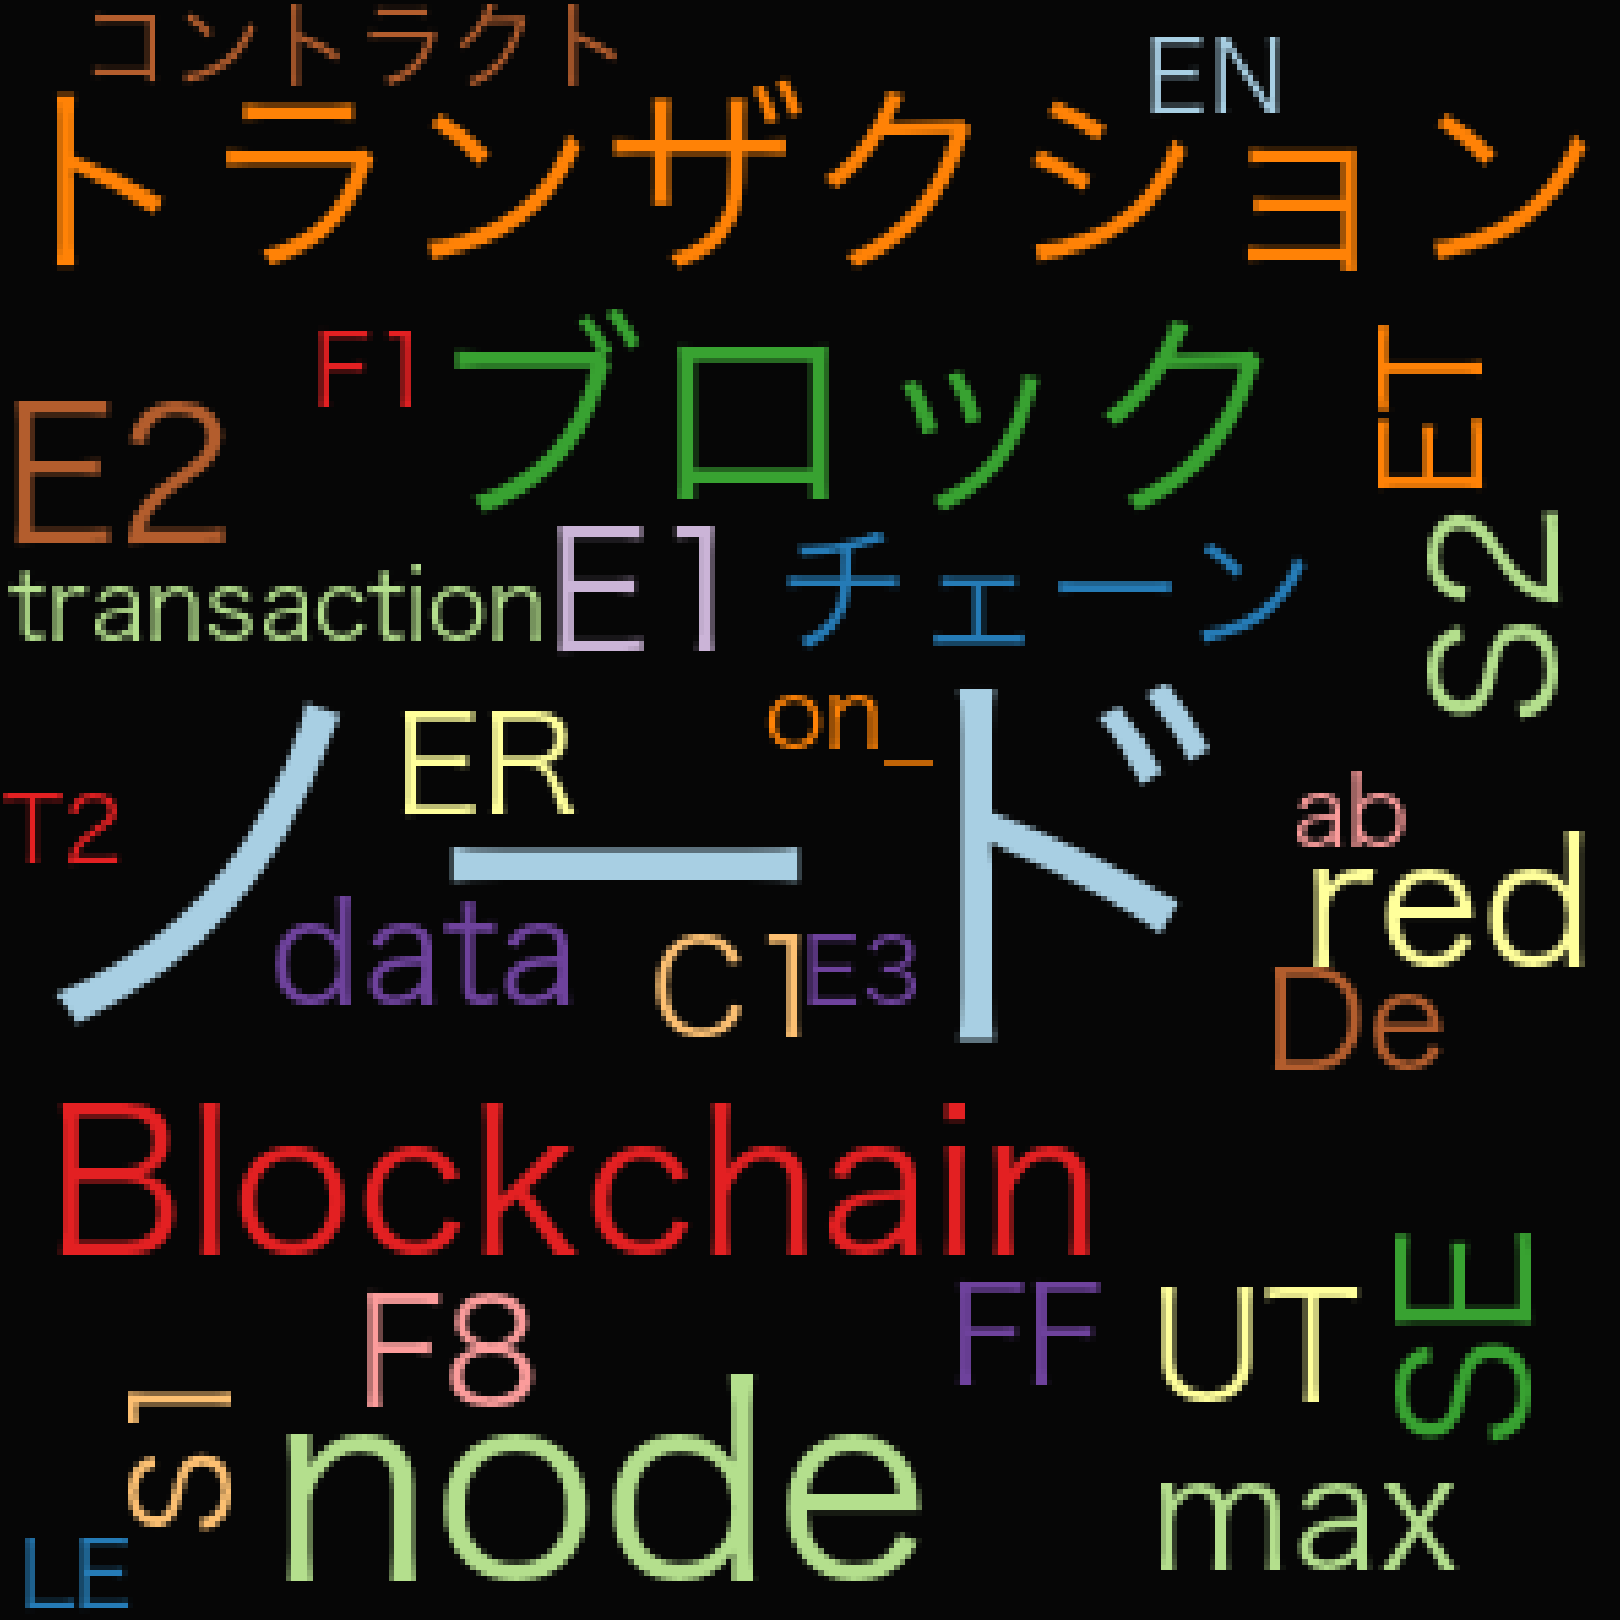 コントラクト
EN
トランザクション
F1
ブロック
ET
E2
S2
transaction
E1
チェーン
ノード
ER
on_
T2
ab
red
data
C1
E3
De
Blockchain
SE
F8
FF
UT
S1
node
max
LE